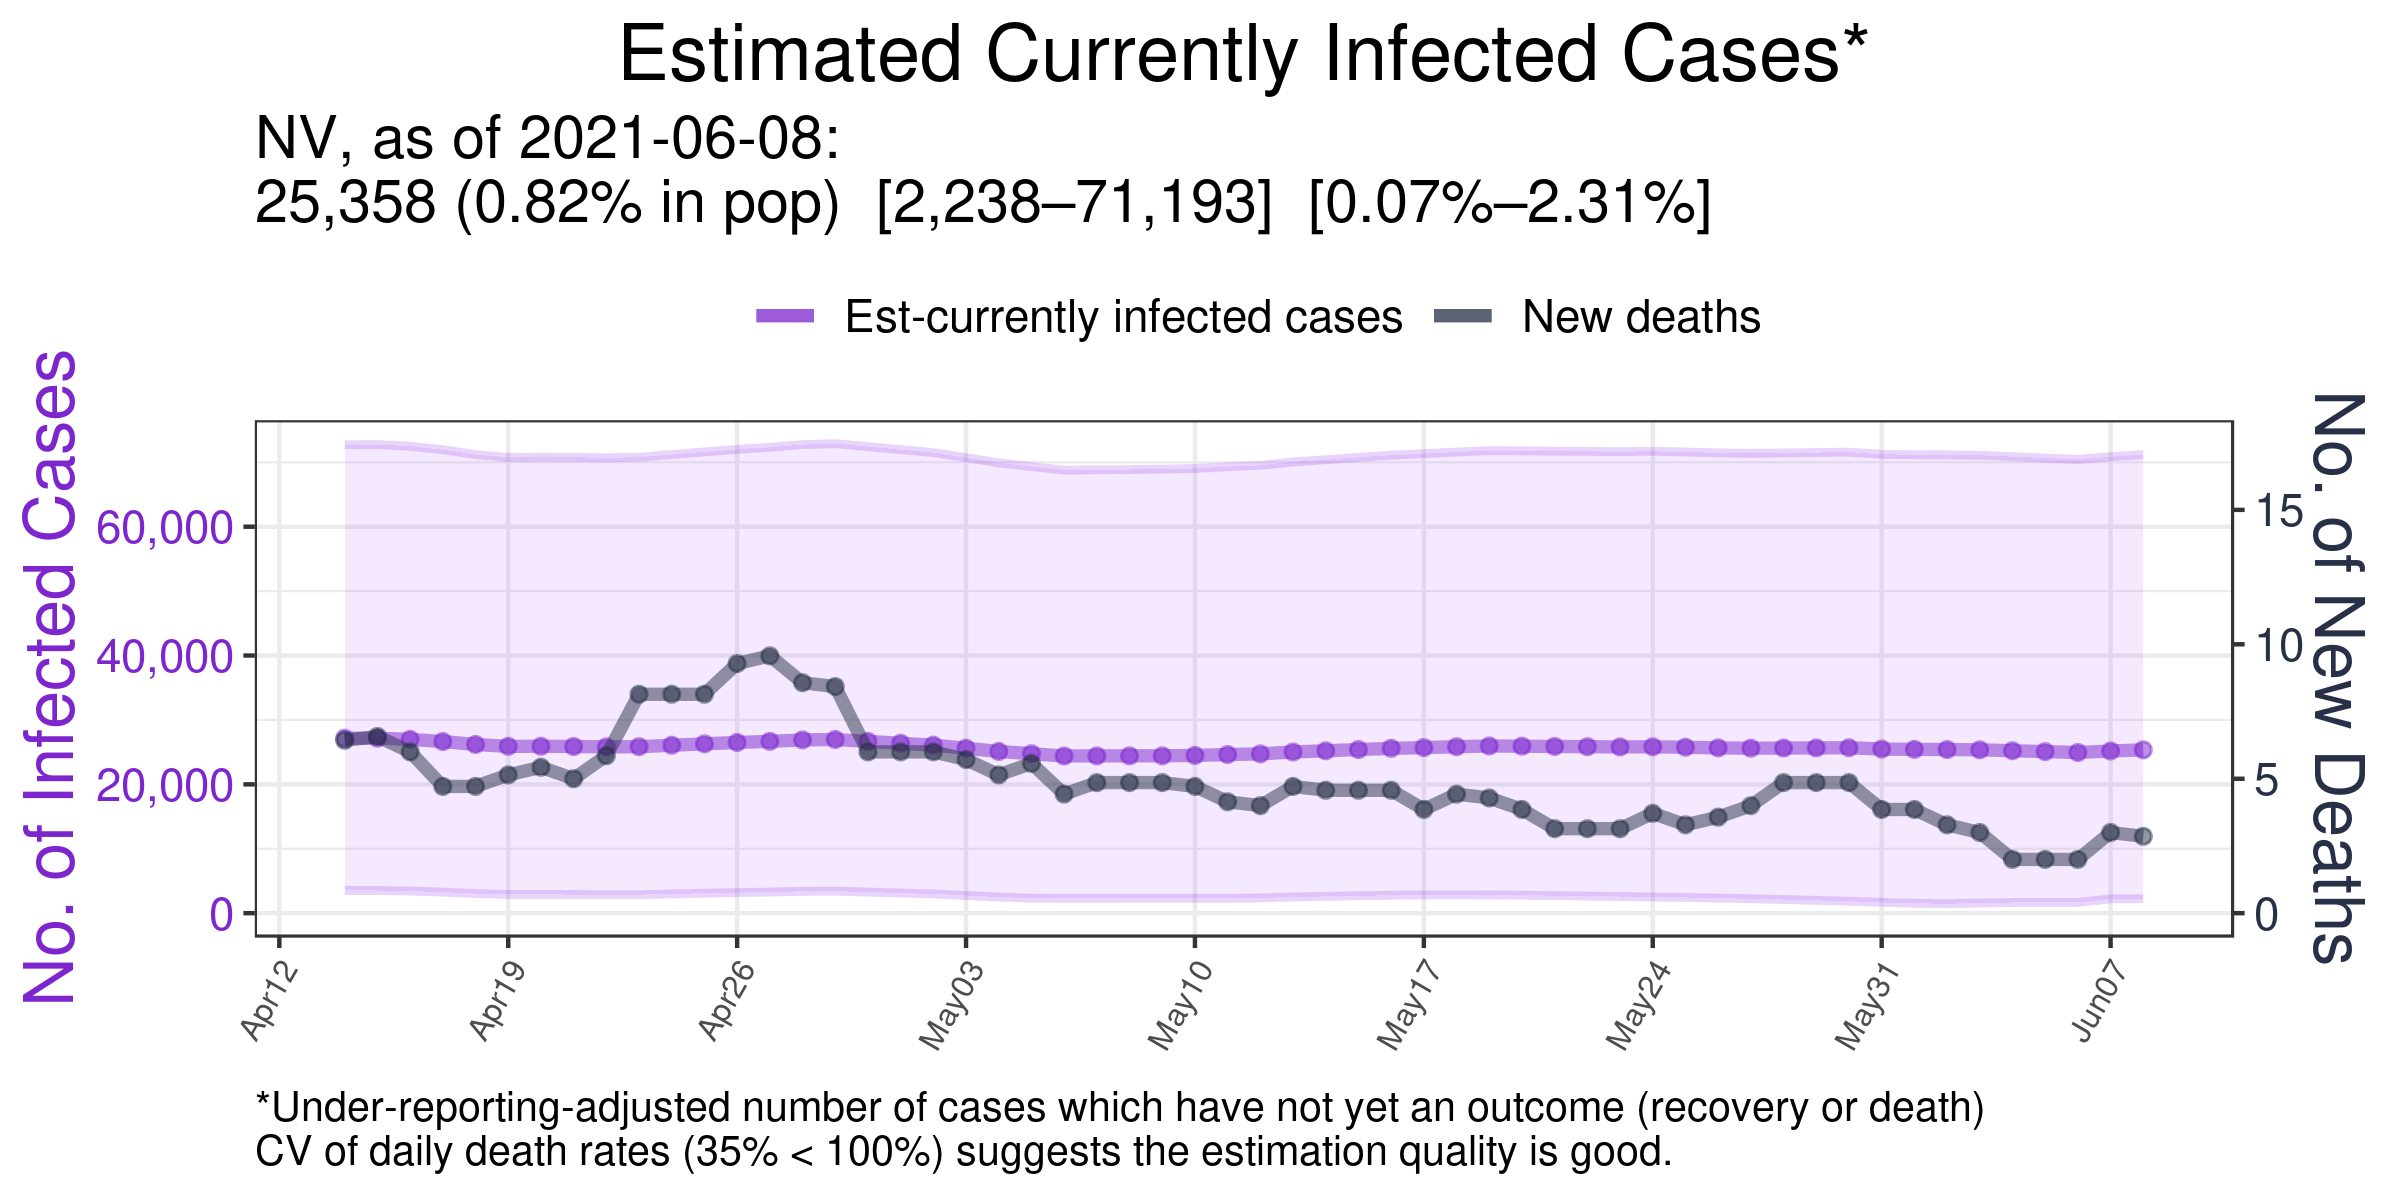 Estimated Currently Infected Cases*
NV, as of 2021-06-08:
25,358 (0.82% in pop)  [2,238–71,193]  [0.07%–2.31%]
Est-currently infected cases
New deaths
No. of Infected Cases
60,000
40,000
20,000
0
15
10
5
0
No. of New Deaths
Apr12
Apr19
Apr26
May03
May10
May17
May24
May31
Jun07
*Under-reporting-adjusted number of cases which have not yet an outcome (recovery or death)
CV of daily death rates (35% < 100%) suggests the estimation quality is good.